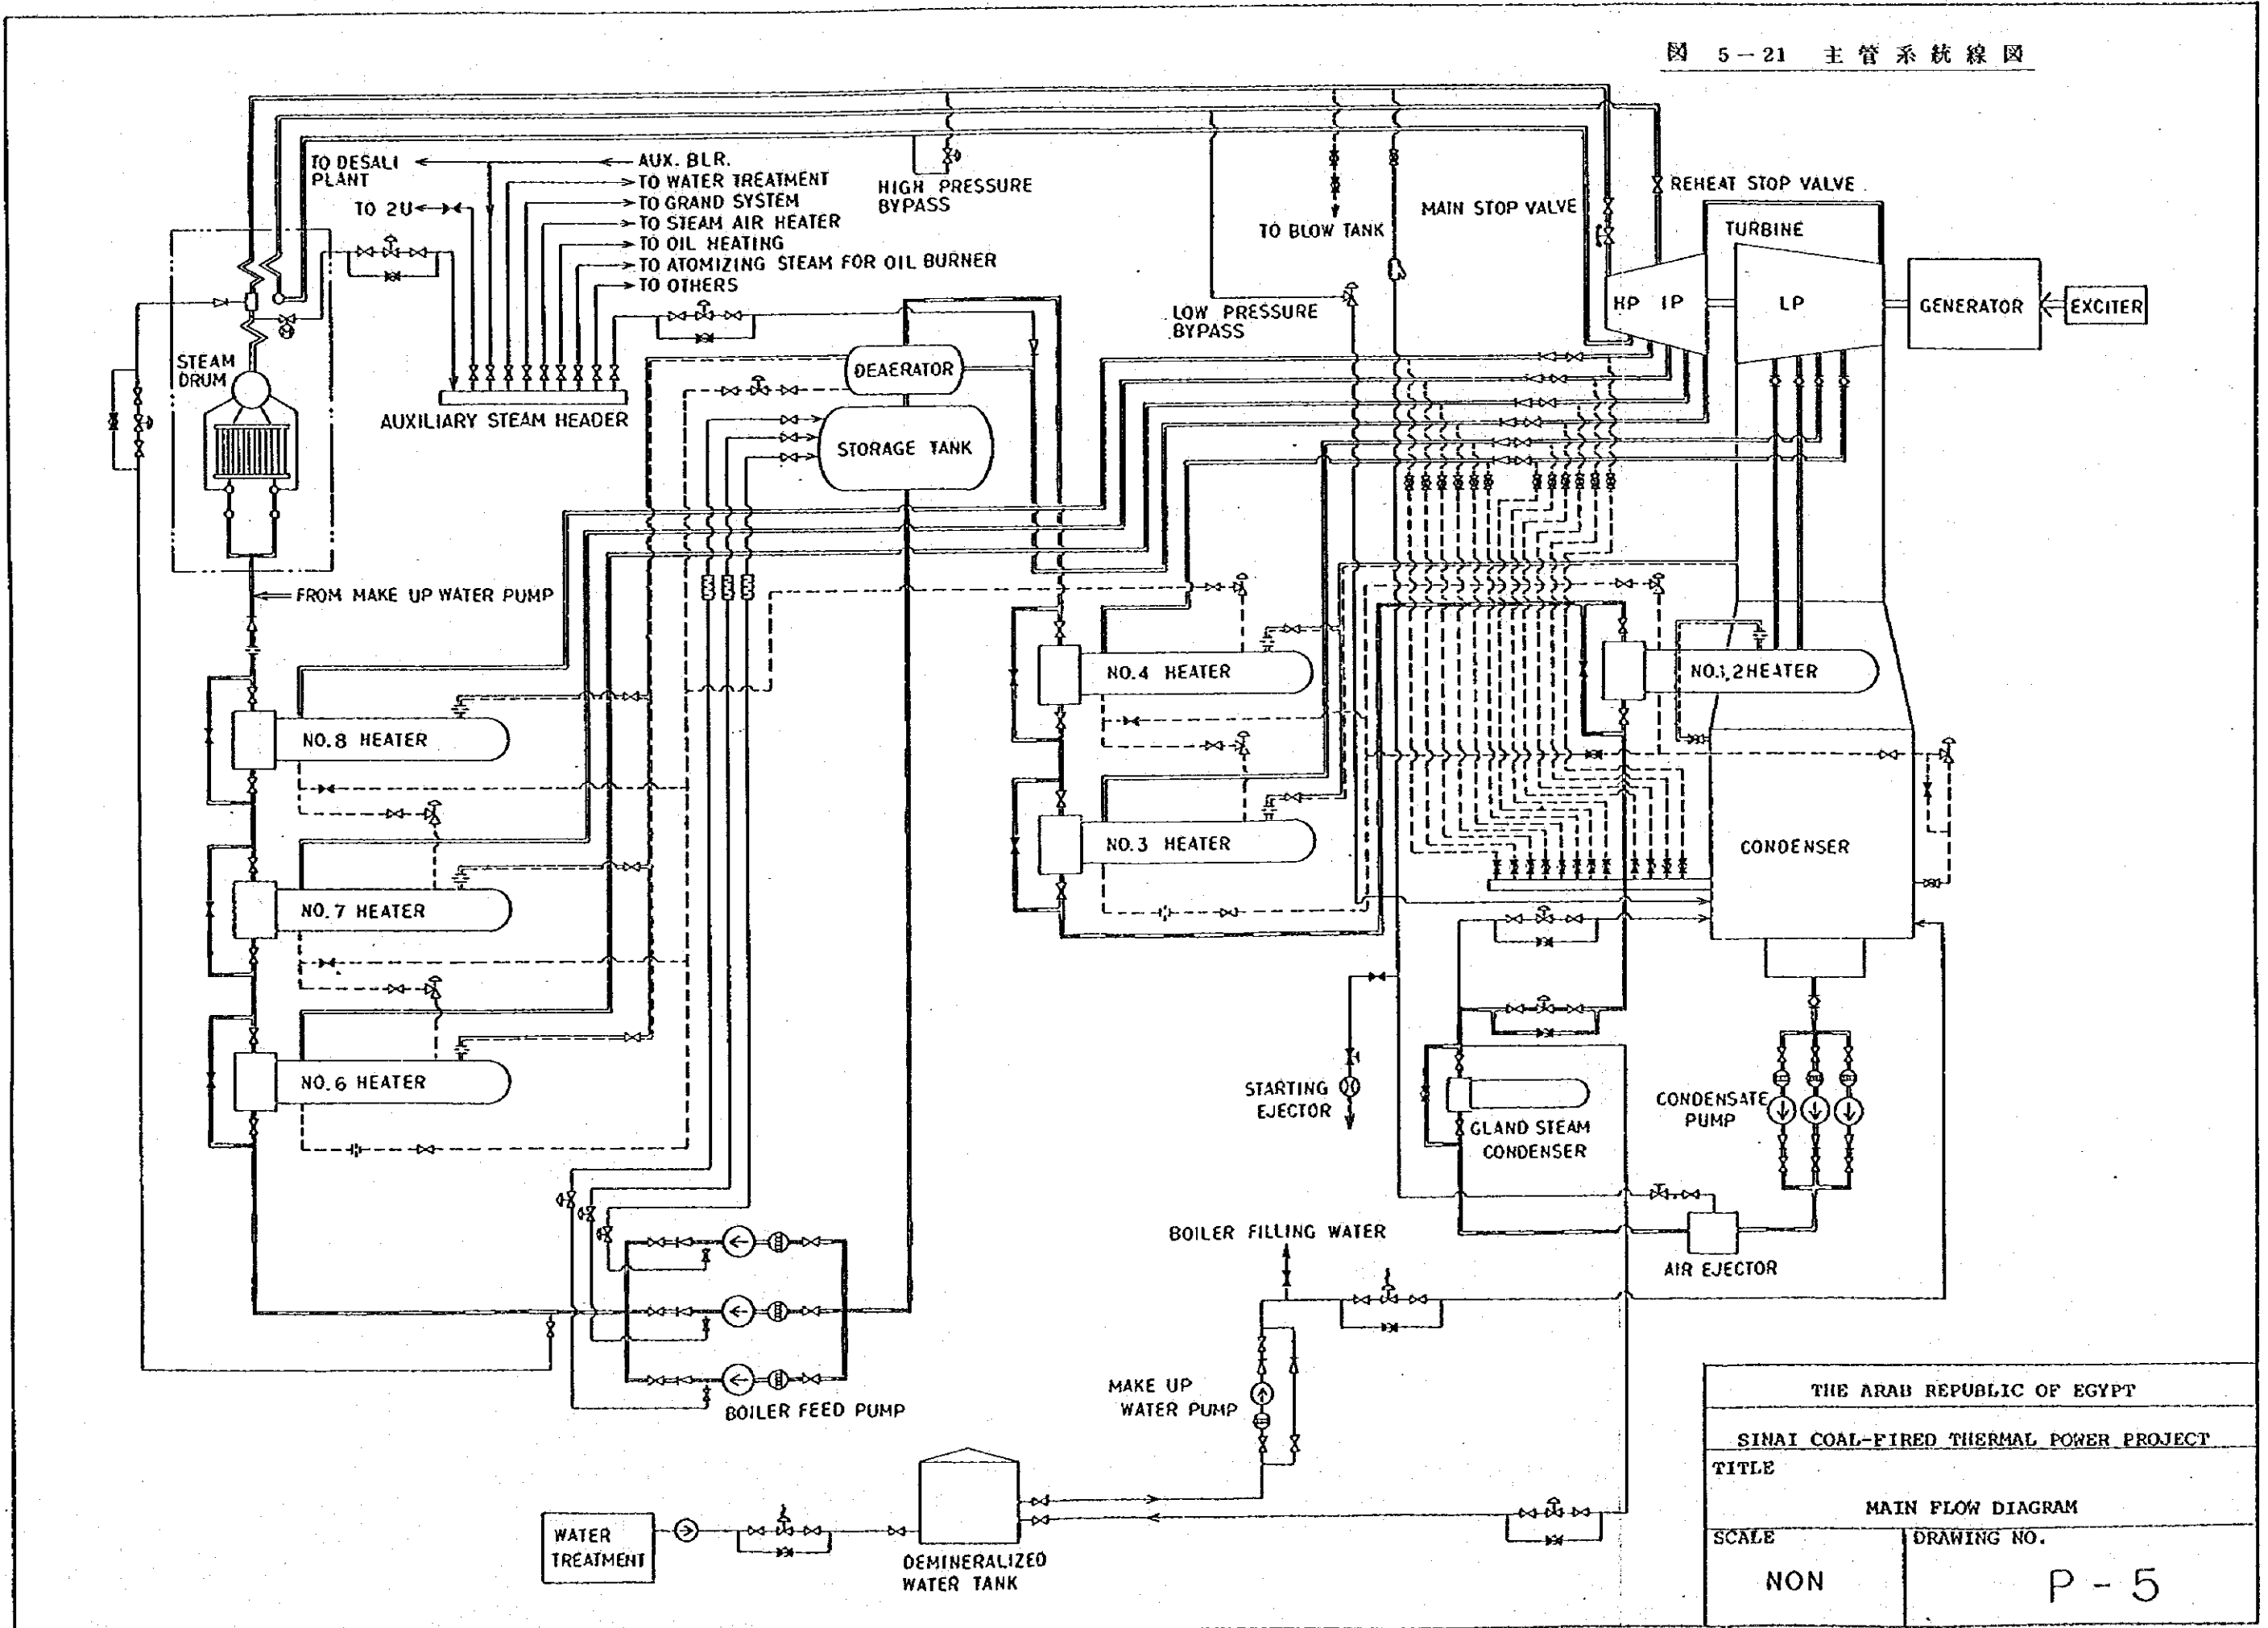 図 5-21 主管系統線図
TO DESALI
PLANT
AUX. BLR.
TO WATER TREATMENT
TO 2U
TO GRAND SYSTEM
TO STEAM AIR HEATER
TO OIL HEATING
TO ATOMIZING STEAM FOR OIL BURNER
TO OTHERS
HIGH PRESSURE
BYPASS
TO BLOW TANK
MAIN STOP VALVE
REHEAT STOP VALVE
TURBINE
LOW PRESSURE
BYPASS
HP IP
LP
GENERATOR
EXCITER
STEAM
DRUM
AUXILIARY STEAM HEADER
DEAERATOR
STORAGE TANK
FROM MAKE UP WATER PUMP
NO.8 HEATER
NO.7 HEATER
NO.6 HEATER
NO.4 HEATER
NO.3 HEATER
NO.1,2 HEATER
CONDENSER
STARTING
EJECTOR
GLAND STEAM
CONDENSER
CONDENSATE
PUMP
AIR EJECTOR
BOILER FILLING WATER
BOILER FEED PUMP
MAKE UP
WATER PUMP
WATER
TREATMENT
DEMINERALIZED
WATER TANK
THE ARAB REPUBLIC OF EGYPT
SINAI COAL-FIRED THERMAL POWER PROJECT
TITLE
MAIN FLOW DIAGRAM
SCALE
NON
DRAWING NO.
P-5